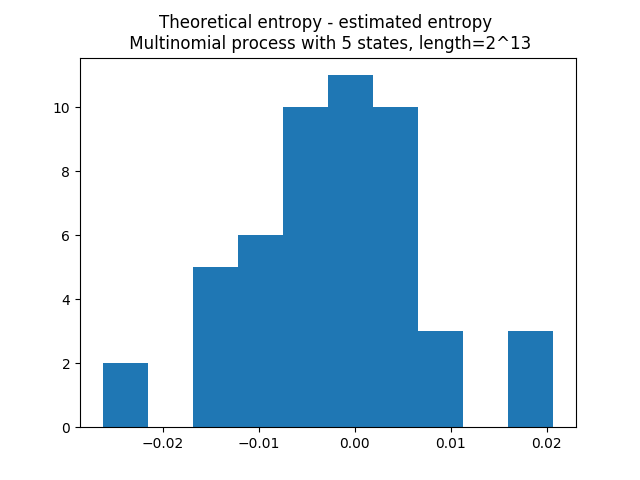 Theoretical entropy - estimated entropy
Multinomial process with 5 states, length=2^13
10
8
6
4
2
0
−0.02 −0.01 0.00 0.01 0.02